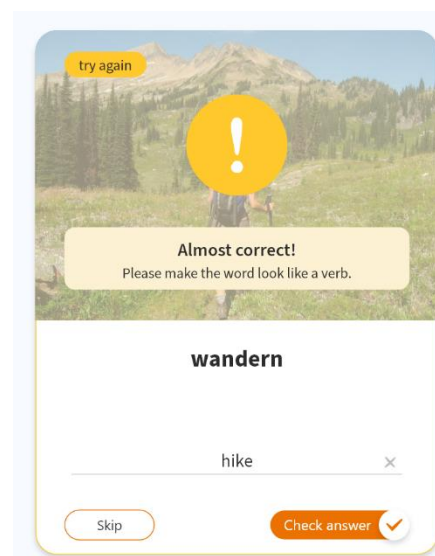 try again
!
Almost correct!
Please make the word look like a verb.
wandern
hike
Skip
Check answer